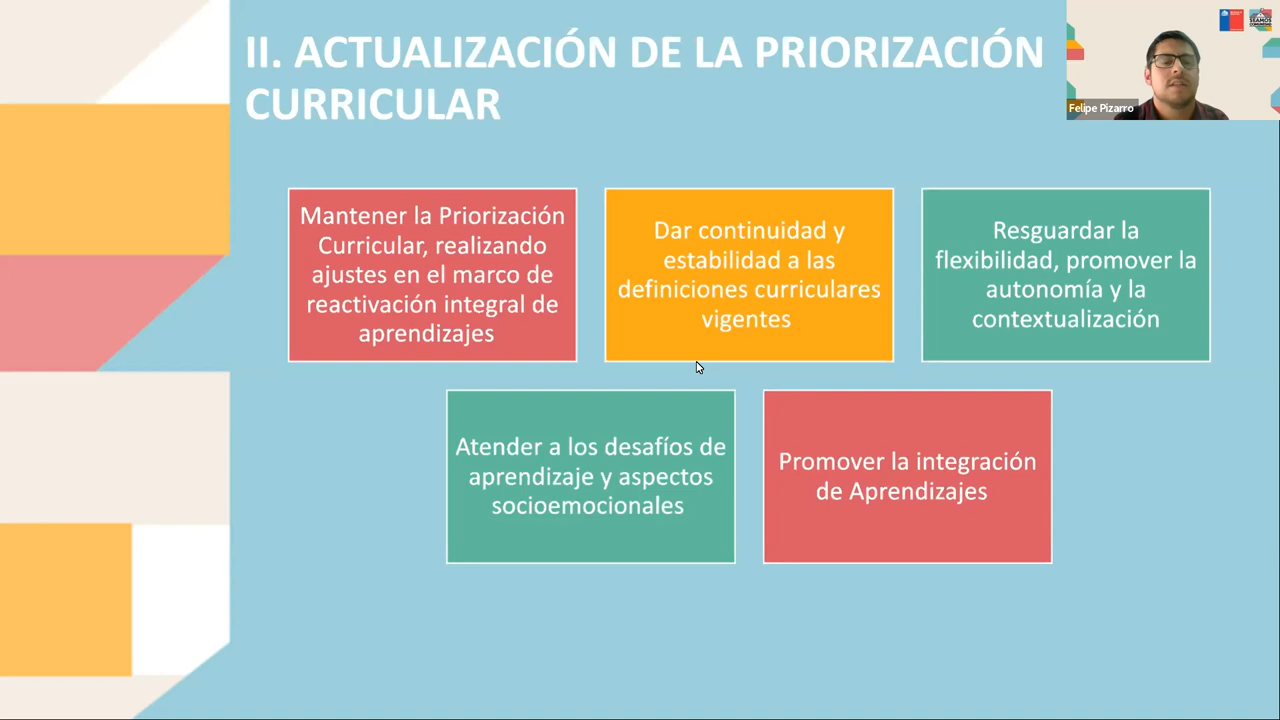 II. ACTUALIZACIÓN DE LA PRIORIZACIÓN
CURRICULAR
SEAMOS
Felipe Pizarro
Mantener la Priorización
Curricular, realizando
ajustes en el marco de
reactivación integral de
aprendizajes
Dar continuidad y
estabilidad a las
definiciones curriculares
vigentes
Resguardar la
flexibilidad, promover la
autonomía y la
contextualización
Atender a los desafíos de
aprendizaje y aspectos
socioemocionales
Promover la integración
de Aprendizajes